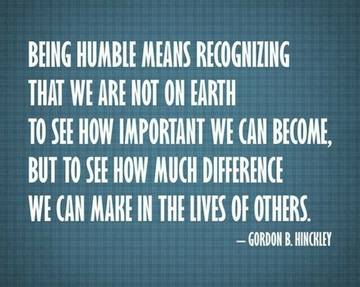 BEING HUMBLE MEANS RECOGNIZING
THAT WE ARE NOT ON EARTH
TO SEE HOW IMPORTANT WE CAN BECOME,
BUT TO SEE HOW MUCH DIFFERENCE
WE CAN MAKE IN THE LIVES OF OTHERS.
– GORDON B. HINCKLEY